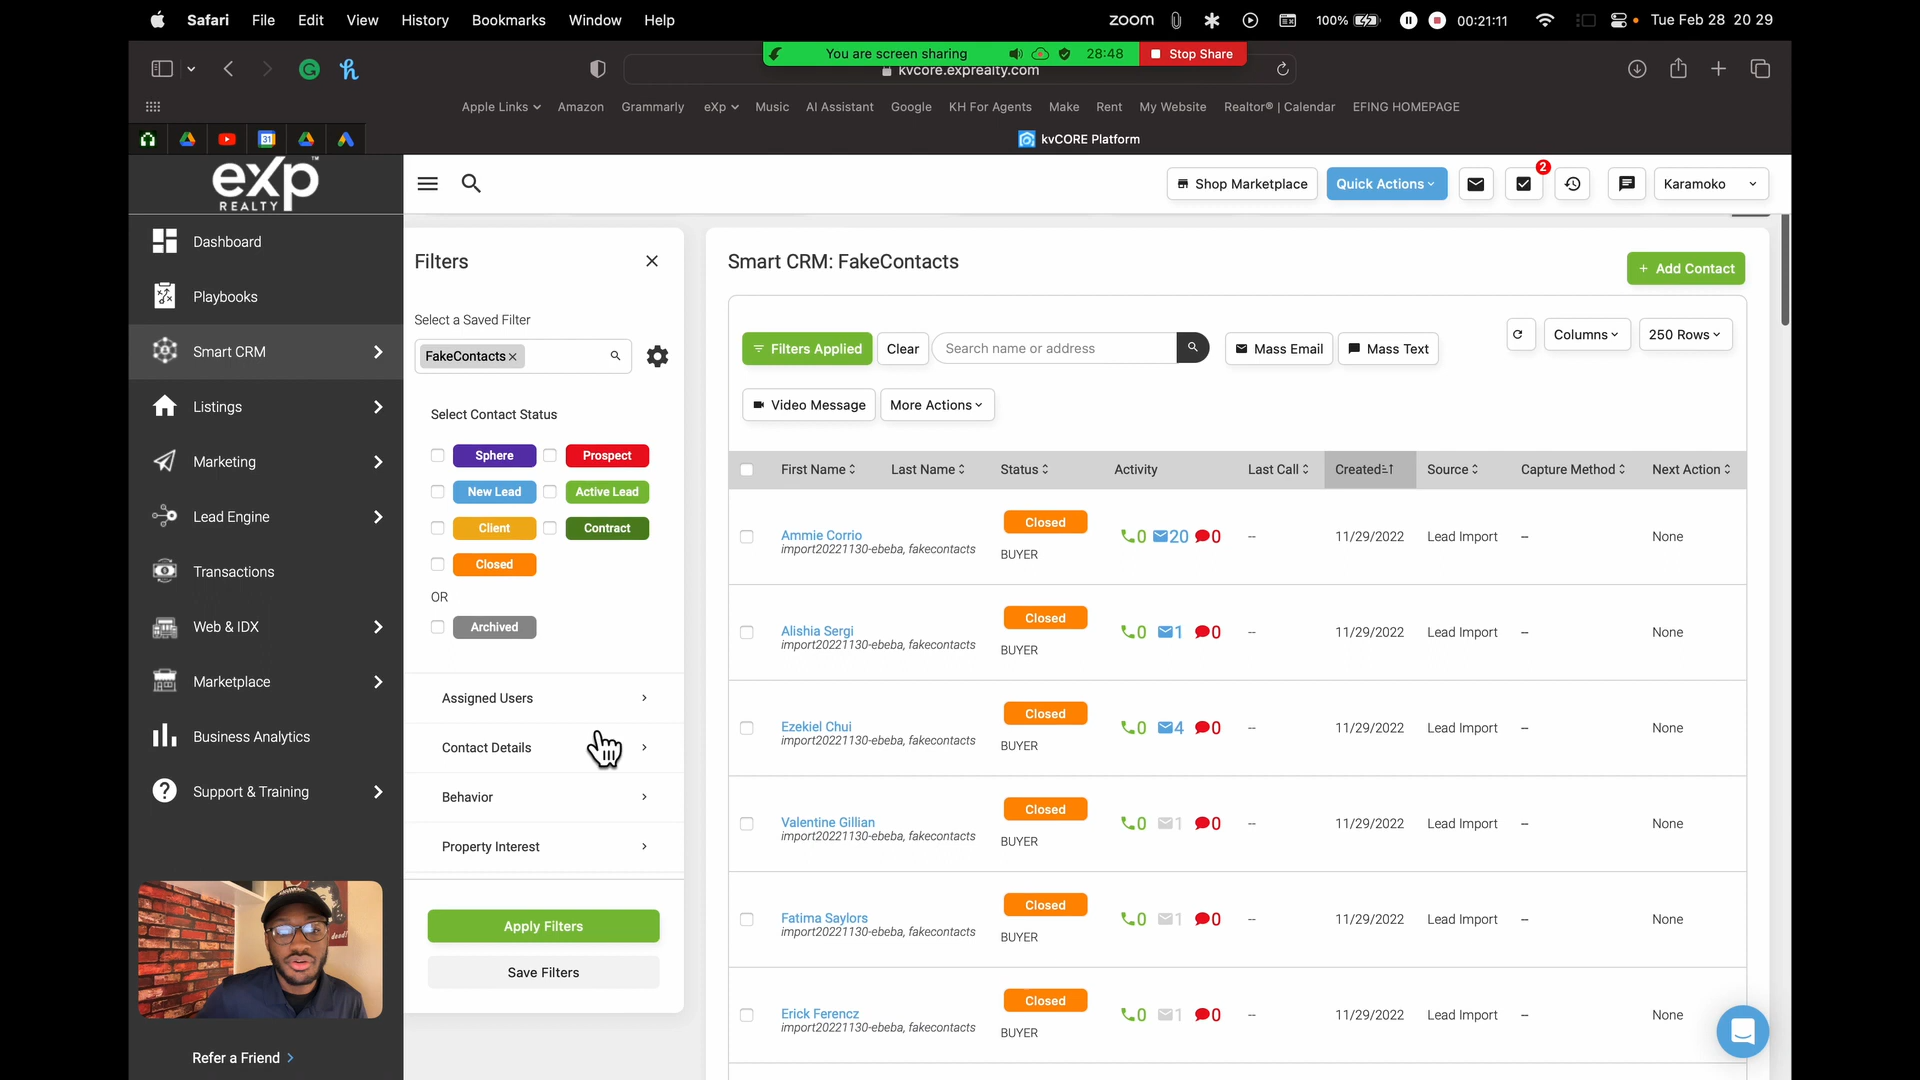 Safari File Edit View History Bookmarks Window Help
zoom 100% 00:21:11 Tue Feb 28 20 29
You are screen sharing 28:48 Stop Share
kvcore.exprealty.com
Apple Links Amazon Grammarly eXp Music AI Assistant Google KH For Agents Make Rent My Website Realtor® | Calendar EFING HOMEPAGE
kvCORE Platform
eXp™
REALTY
Shop Marketplace
Quick Actions
2
Karamoko
Dashboard
Playbooks
Smart CRM
Listings
Marketing
Lead Engine
Transactions
Web & IDX
Marketplace
Business Analytics
Support & Training
Refer a Friend
Filters
Select a Saved Filter
FakeContacts
Select Contact Status
Sphere Prospect
New Lead Active Lead
Client Contract
Closed
OR
Archived
Assigned Users
Contact Details
Behavior
Property Interest
Apply Filters
Save Filters
Smart CRM: FakeContacts
+ Add Contact
Filters Applied Clear Search name or address Mass Email Mass Text Columns 250 Rows
Video Message More Actions
First Name Last Name Status Activity Last Call Created Source Capture Method Next Action
Ammie Corrio Closed 0 20 0 -- 11/29/2022 Lead Import – None
import20221130-ebeba, fakecontacts BUYER
Alishia Sergi Closed 0 1 0 -- 11/29/2022 Lead Import – None
import20221130-ebeba, fakecontacts BUYER
Ezekiel Chui Closed 0 4 0 -- 11/29/2022 Lead Import – None
import20221130-ebeba, fakecontacts BUYER
Valentine Gillian Closed 0 1 0 -- 11/29/2022 Lead Import – None
import20221130-ebeba, fakecontacts BUYER
Fatima Saylors Closed 0 1 0 -- 11/29/2022 Lead Import – None
import20221130-ebeba, fakecontacts BUYER
Erick Ferencz Closed 0 1 0 -- 11/29/2022 Lead Import – None
import20221130-ebeba, fakecontacts BUYER